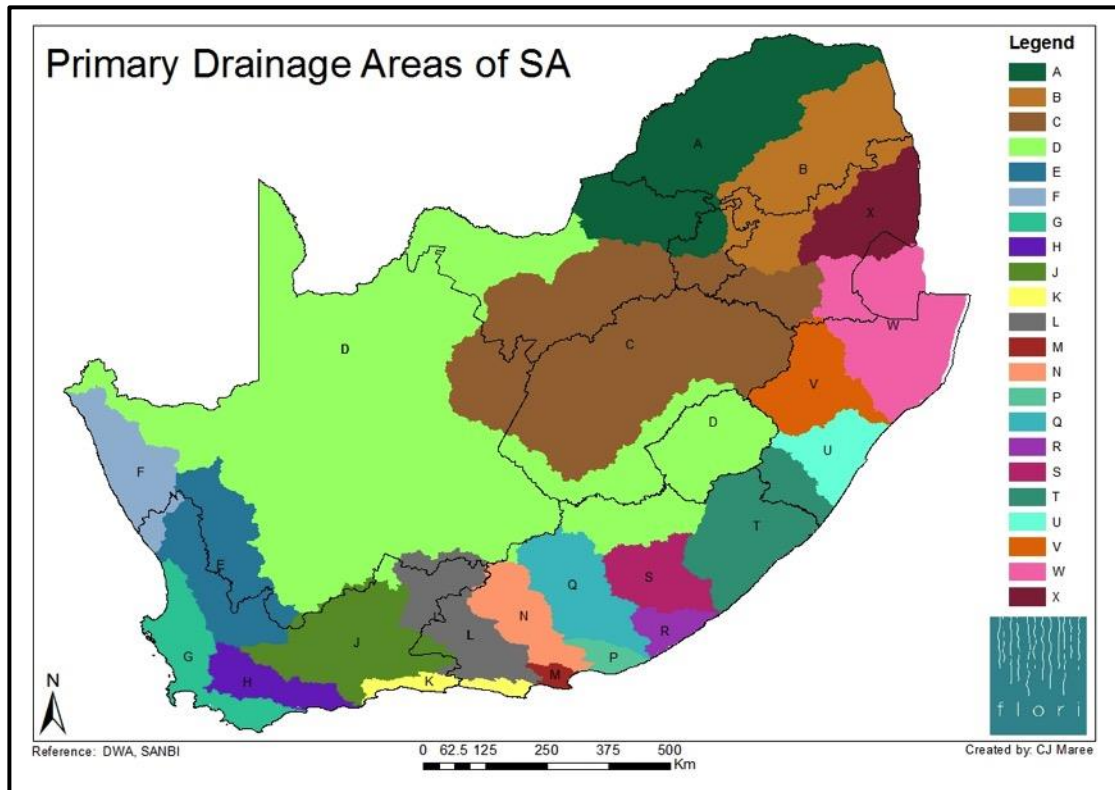 Primary Drainage Areas of SA
Legend
A
B
C
D
E
F
G
H
J
K
L
M
N
P
Q
R
S
T
U
V
W
X
A
B
X
W
C
D
V
D
U
F
T
E
S
Q
N
R
J
L
P
G
M
K
H
N
flori
Reference: DWA, SANBI
0 62.5 125 250 375 500
Km
Created by: CJ Maree